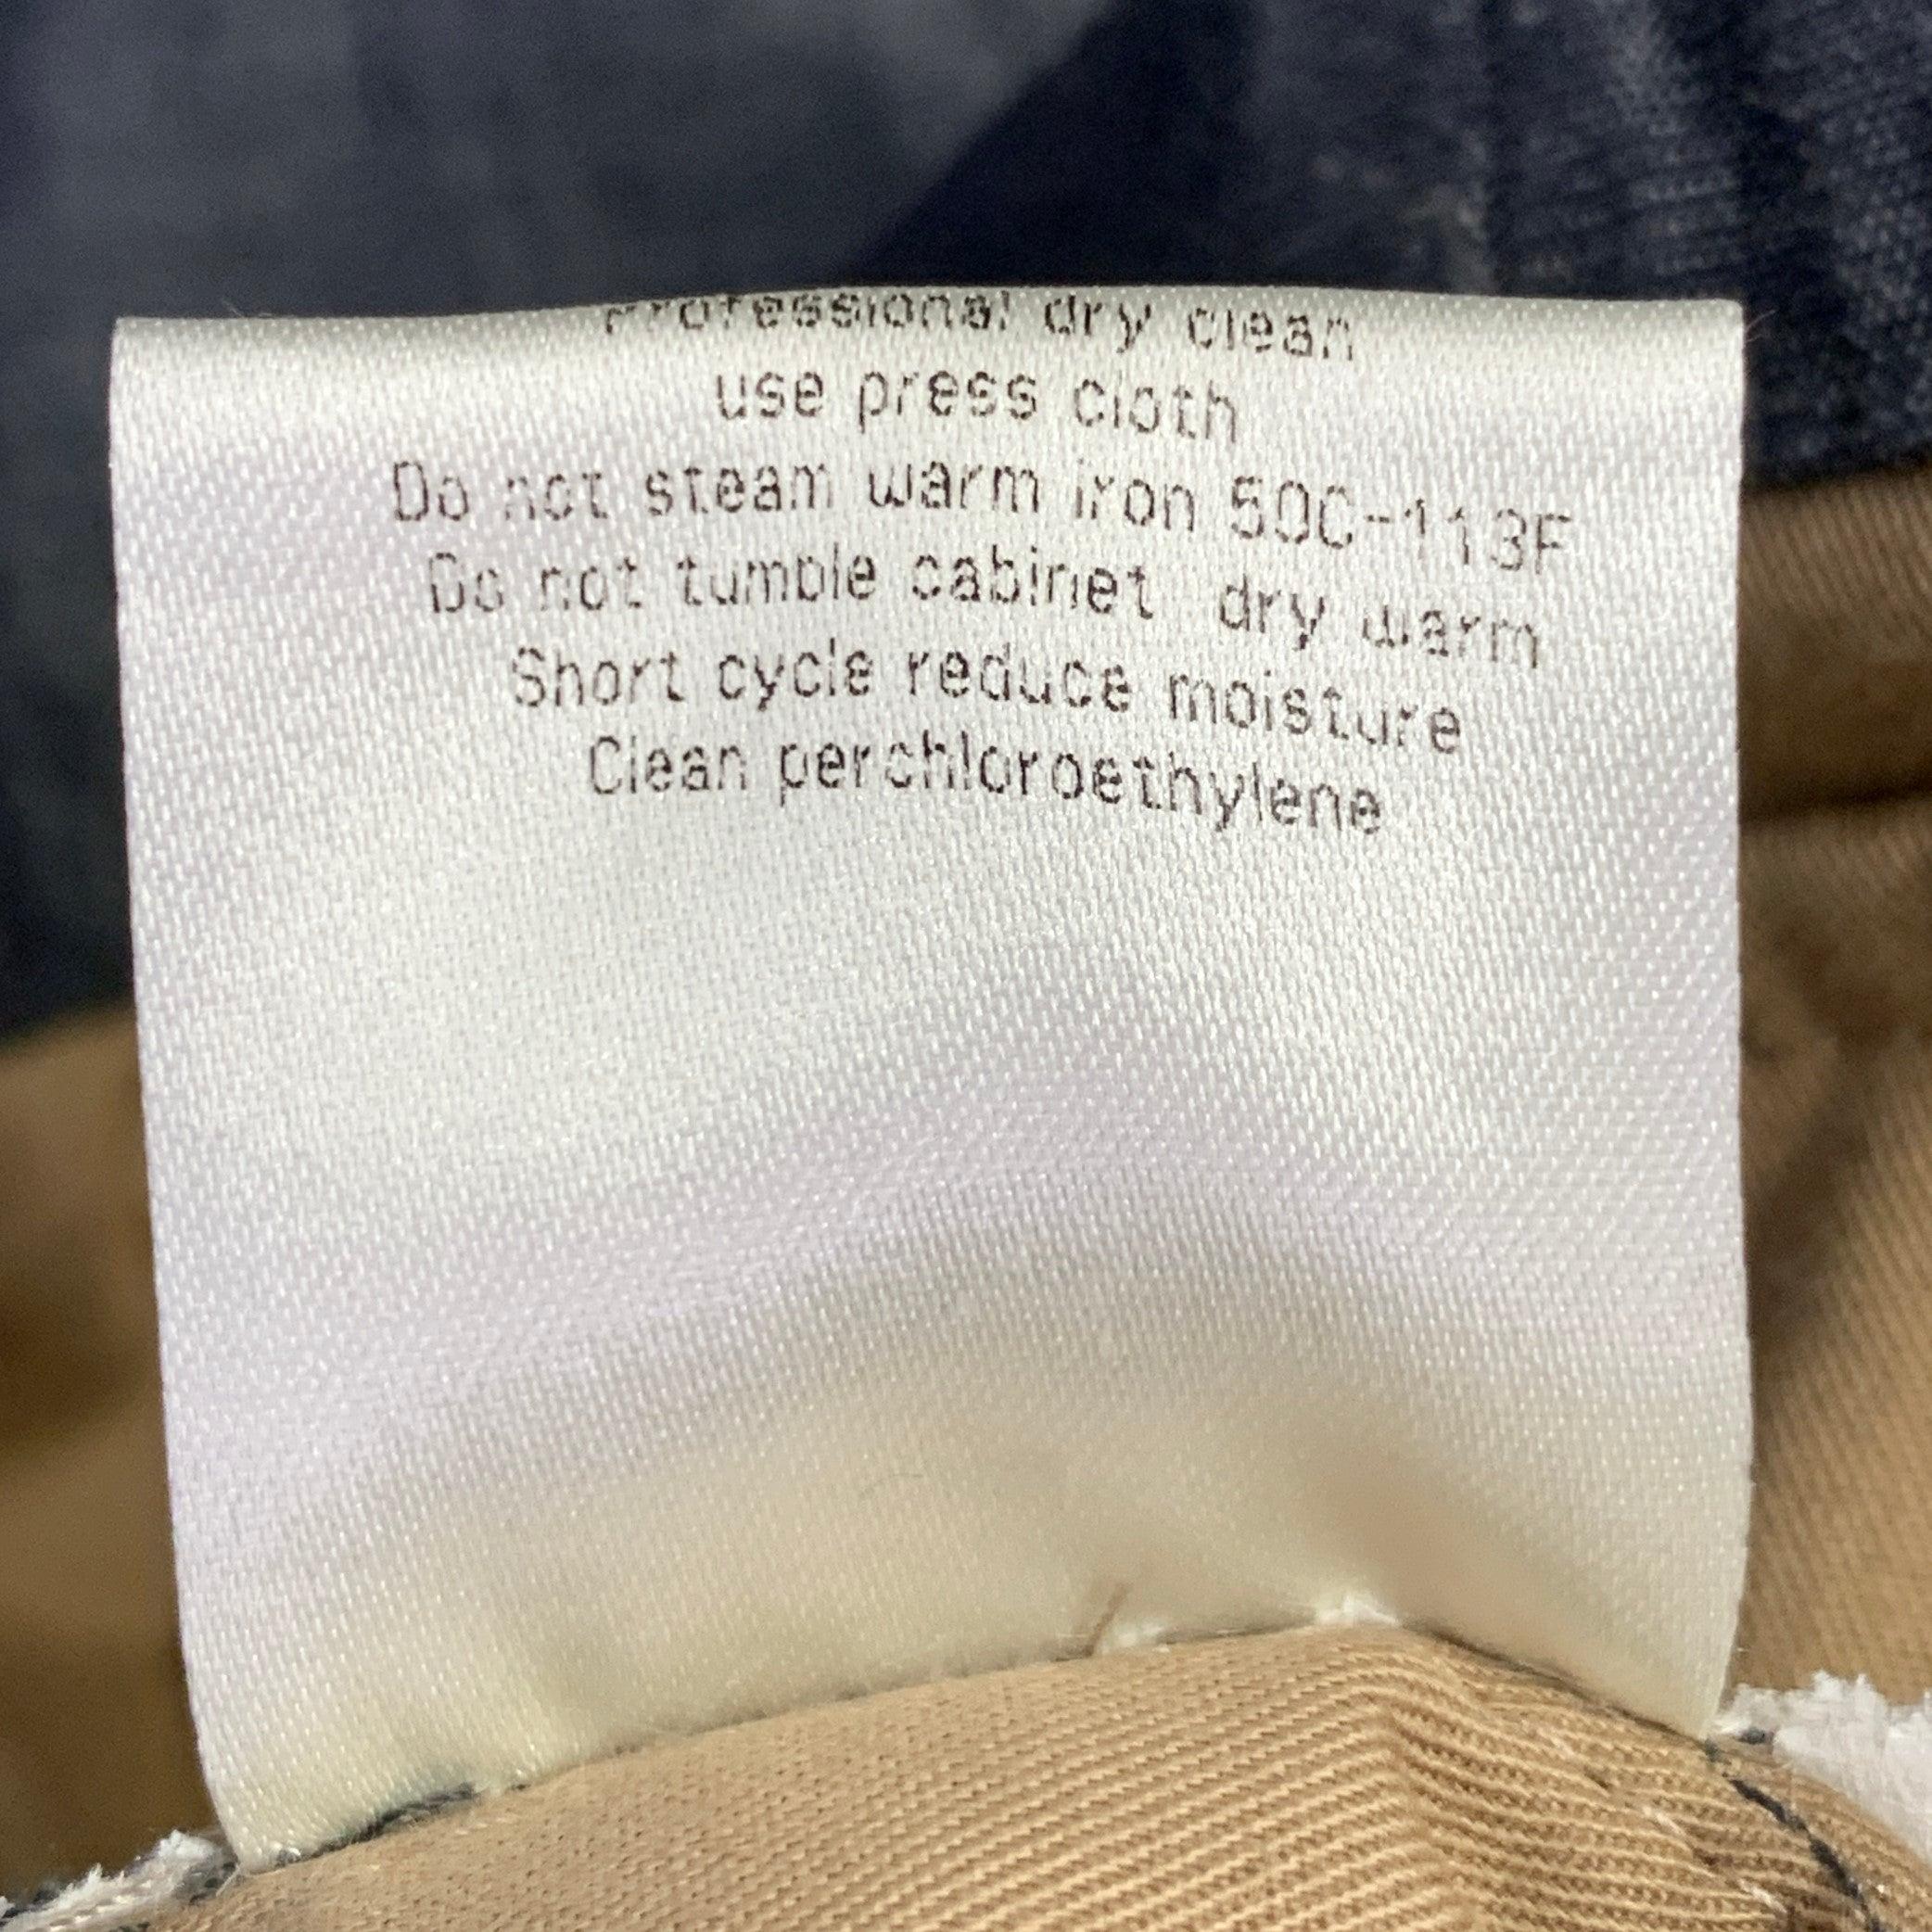 Professional dry clean
use press cloth
Do not steam warm iron 50C-113F
Do not tumble cabinet dry warm
Short cycle reduce moisture
Clean perchloroethylene